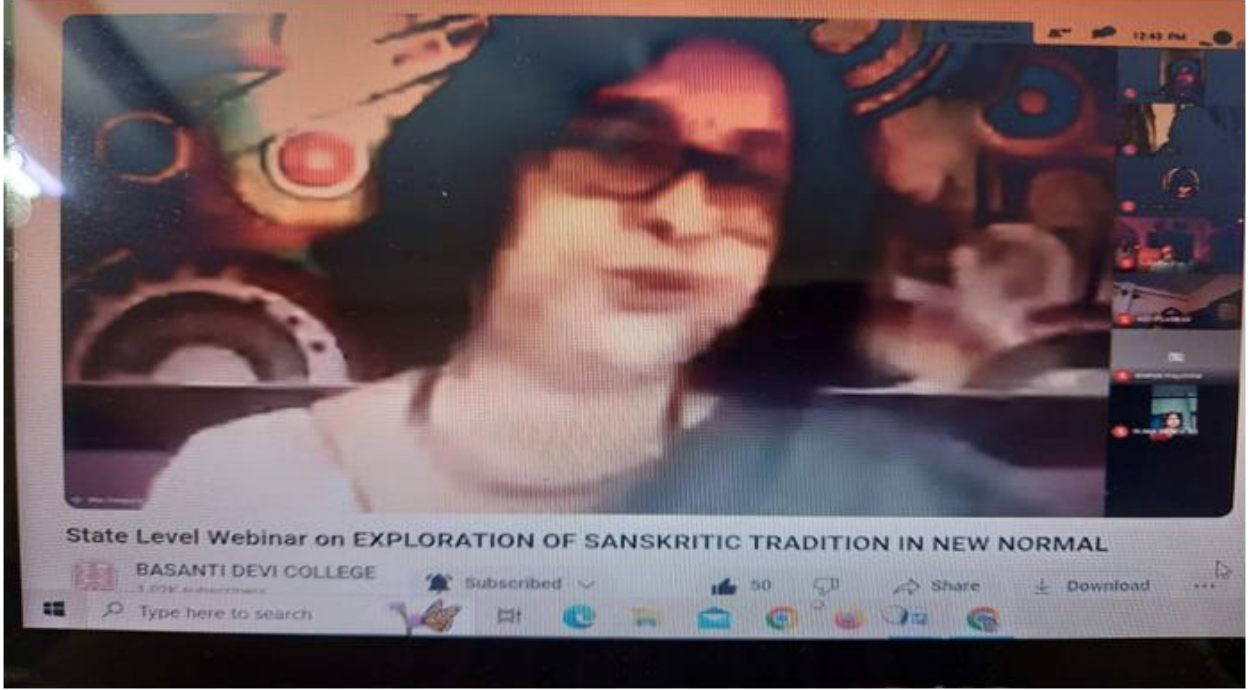 12:43 PM
State Level Webinar on EXPLORATION OF SANSKRITIC TRADITION IN NEW NORMAL
BASANTI DEVI COLLEGE
Subscribed
50
Share
Download
Type here to search